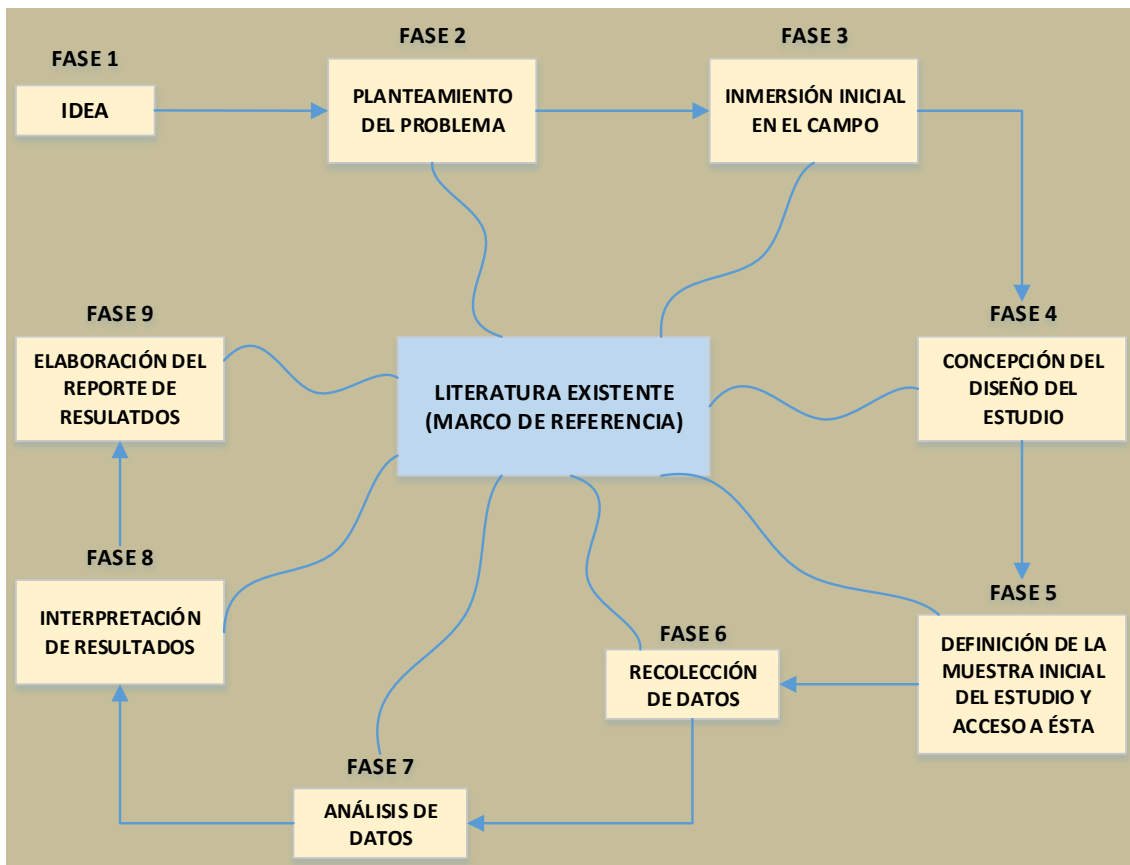 FASE 1
IDEA
FASE 2
PLANTEAMIENTO
DEL PROBLEMA
FASE 3
INMERSIÓN INICIAL
EN EL CAMPO
FASE 4
CONCEPCIÓN DEL
DISEÑO DEL
ESTUDIO
FASE 5
DEFINICIÓN DE LA
MUESTRA INICIAL
DEL ESTUDIO Y
ACCESO A ÉSTA
FASE 6
RECOLECCIÓN
DE DATOS
FASE 7
ANÁLISIS DE
DATOS
FASE 8
INTERPRETACIÓN
DE RESULTADOS
FASE 9
ELABORACIÓN DEL
REPORTE DE
RESULATDOS
LITERATURA EXISTENTE
(MARCO DE REFERENCIA)